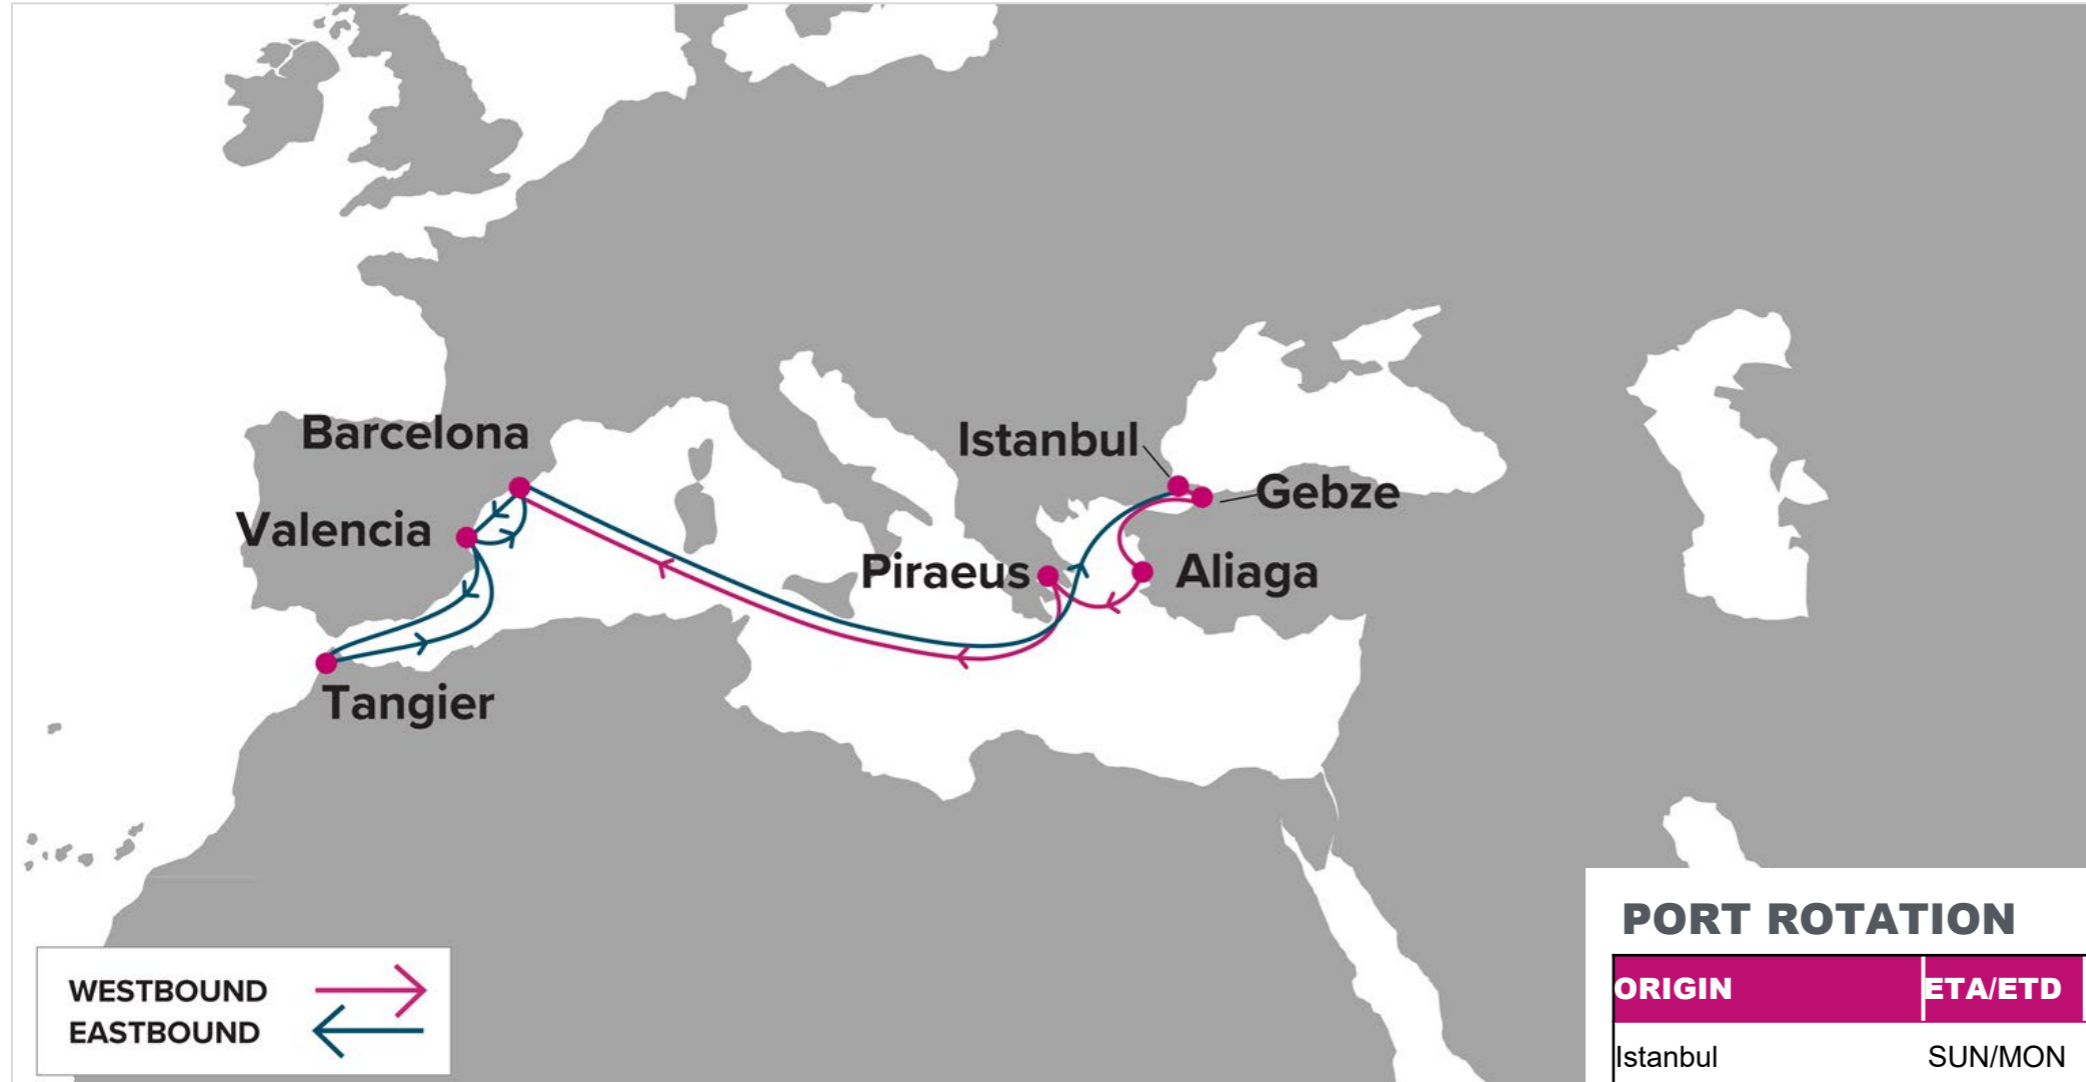 Barcelona
Istanbul
Gebze
Valencia
Piraeus
Aliaga
Tangier
WESTBOUND
EASTBOUND
PORT ROTATION
ORIGIN ETA/ETD
Istanbul SUN/MON